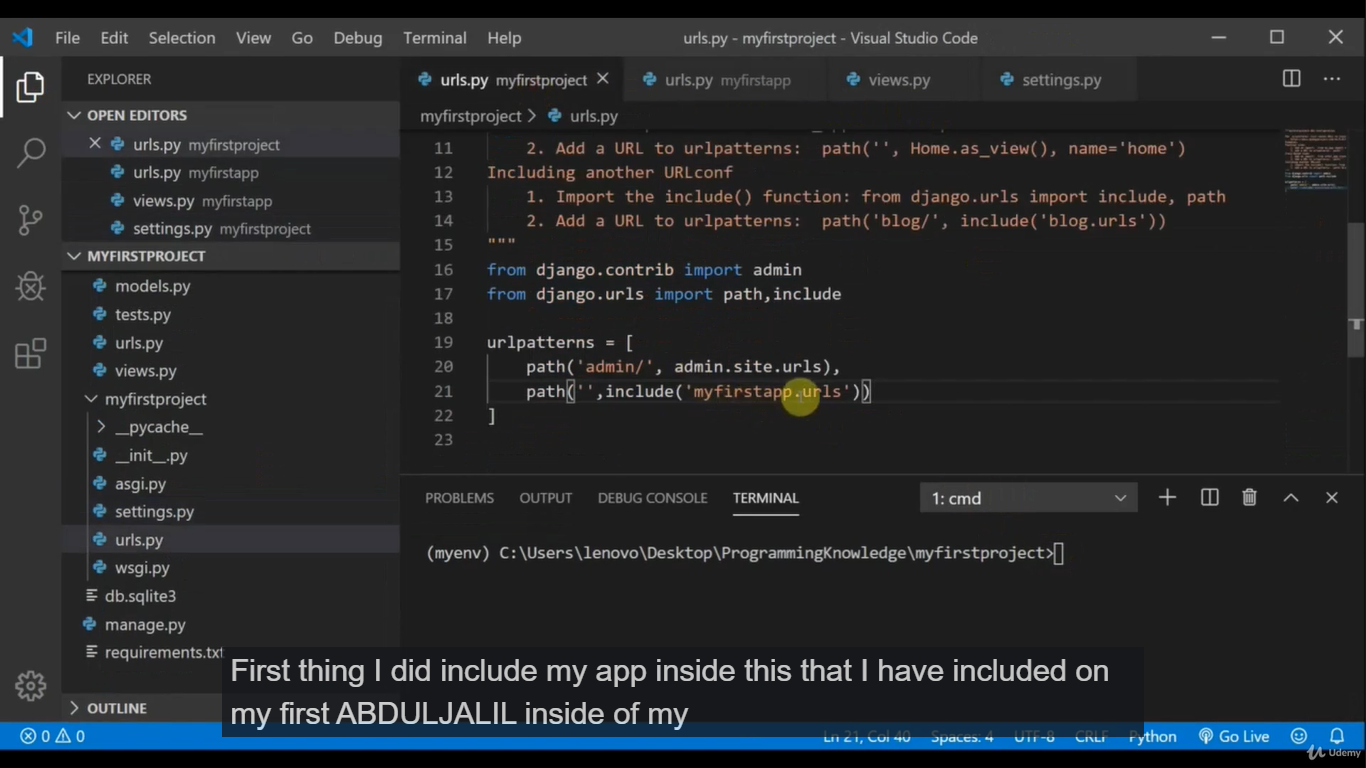 File Edit Selection View Go Debug Terminal Help urls.py - myfirstproject - Visual Studio Code
EXPLORER
urls.py myfirstproject urls.py myfirstapp views.py settings.py
OPEN EDITORS
urls.py myfirstproject
urls.py myfirstapp
views.py myfirstapp
settings.py myfirstproject
MYFIRSTPROJECT
models.py
tests.py
urls.py
views.py
myfirstproject
__pycache__
__init__.py
asgi.py
settings.py
urls.py
wsgi.py
db.sqlite3
manage.py
requirements.txt
OUTLINE
myfirstproject > urls.py
11 2. Add a URL to urlpatterns: path('', Home.as_view(), name='home')
12 Including another URLconf
13 1. Import the include() function: from django.urls import include, path
14 2. Add a URL to urlpatterns: path('blog/', include('blog.urls'))
15 """
16 from django.contrib import admin
17 from django.urls import path,include
18
19 urlpatterns = [
20 path('admin/', admin.site.urls),
21 path('',include('myfirstapp.urls'))
22 ]
23
PROBLEMS OUTPUT DEBUG CONSOLE TERMINAL 1: cmd
(myenv) C:\Users\lenovo\Desktop\ProgrammingKnowledge\myfirstproject>
First thing I did include my app inside this that I have included on
my first ABDULJALIL inside of my
0 0 Ln 21, Col 40 Spaces: 4 UTF-8 CRLF Python Go Live
Udemy